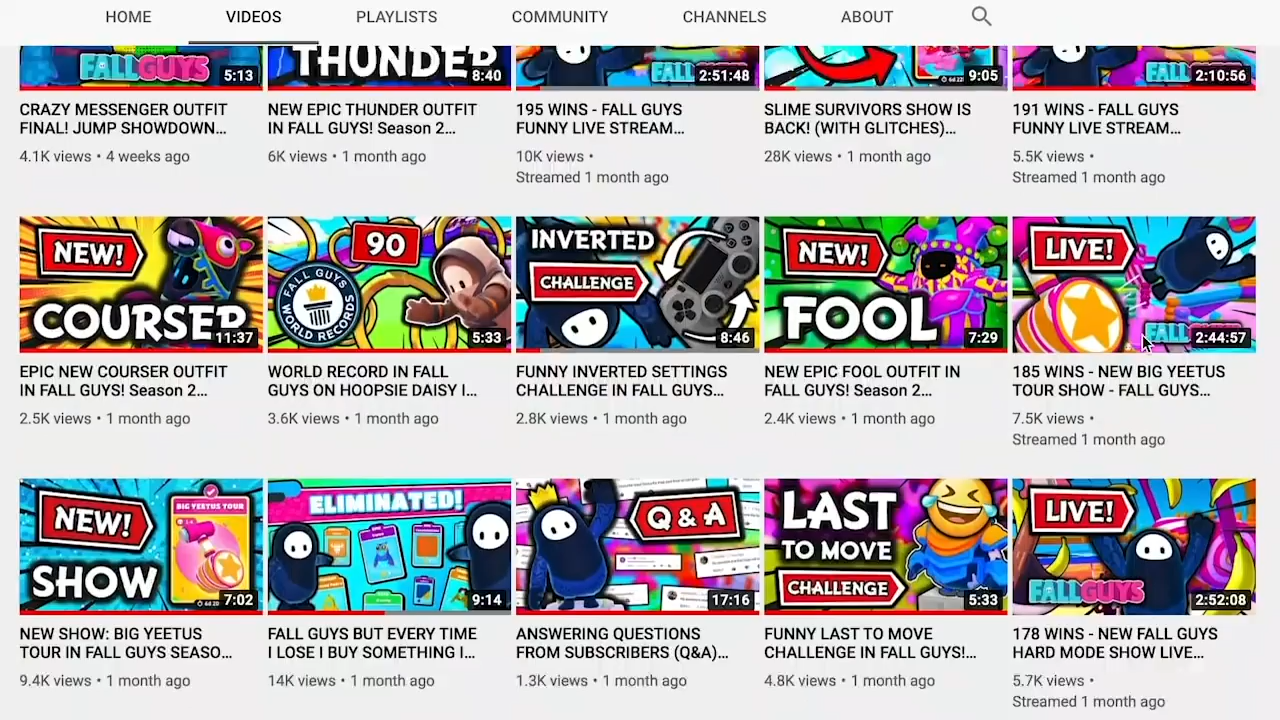 HOME VIDEOS PLAYLISTS COMMUNITY CHANNELS ABOUT
FALLGUYS 5:13
THUNDER 8:40
FALL 2:51:48
9:05
FALL 2:10:56
CRAZY MESSENGER OUTFIT
FINAL! JUMP SHOWDOWN…
4.1K views • 4 weeks ago
NEW EPIC THUNDER OUTFIT
IN FALL GUYS! Season 2…
6K views • 1 month ago
195 WINS - FALL GUYS
FUNNY LIVE STREAM…
10K views •
Streamed 1 month ago
SLIME SURVIVORS SHOW IS
BACK! (WITH GLITCHES)…
28K views • 1 month ago
191 WINS - FALL GUYS
FUNNY LIVE STREAM…
5.5K views •
Streamed 1 month ago
NEW!
COURSER
11:37
90
FALL GUYS
WORLD RECORDS
5:33
INVERTED
CHALLENGE
8:46
NEW!
FOOL
7:29
LIVE!
FALL
2:44:57
EPIC NEW COURSER OUTFIT
IN FALL GUYS! Season 2…
2.5K views • 1 month ago
WORLD RECORD IN FALL
GUYS ON HOOPSIE DAISY I…
3.6K views • 1 month ago
FUNNY INVERTED SETTINGS
CHALLENGE IN FALL GUYS…
2.8K views • 1 month ago
NEW EPIC FOOL OUTFIT IN
FALL GUYS! Season 2…
2.4K views • 1 month ago
185 WINS - NEW BIG YEETUS
TOUR SHOW - FALL GUYS…
7.5K views •
Streamed 1 month ago
NEW!
SHOW
BIG YEETUS TOUR
7:02
ELIMINATED!
9:14
Q & A
17:16
LAST
TO MOVE
CHALLENGE
5:33
LIVE!
FALLGUYS
2:52:08
NEW SHOW: BIG YEETUS
TOUR IN FALL GUYS SEASO…
9.4K views • 1 month ago
FALL GUYS BUT EVERY TIME
I LOSE I BUY SOMETHING I…
14K views • 1 month ago
ANSWERING QUESTIONS
FROM SUBSCRIBERS (Q&A)…
1.3K views • 1 month ago
FUNNY LAST TO MOVE
CHALLENGE IN FALL GUYS!…
4.8K views • 1 month ago
178 WINS - NEW FALL GUYS
HARD MODE SHOW LIVE…
5.7K views •
Streamed 1 month ago